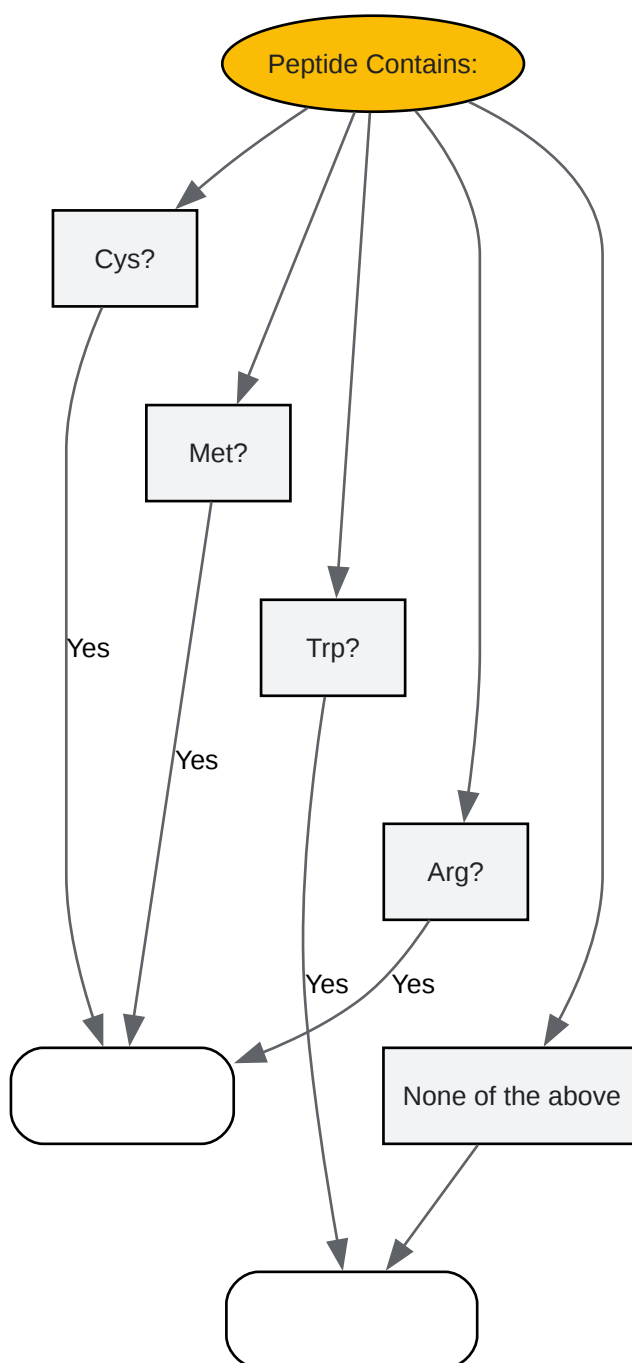 Peptide Contains:
Cys?
Met?
Yes
Trp?
Yes
Arg?
Yes
Yes
None of the above